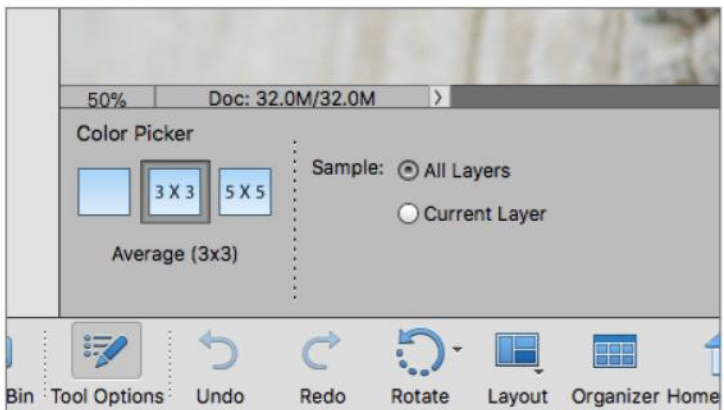 50% Doc: 32.0M/32.0M >
Color Picker
Sample: All Layers
3 X 3 5 X 5
Current Layer
Average (3x3)
Bin Tool Options Undo Redo Rotate Layout Organizer Home